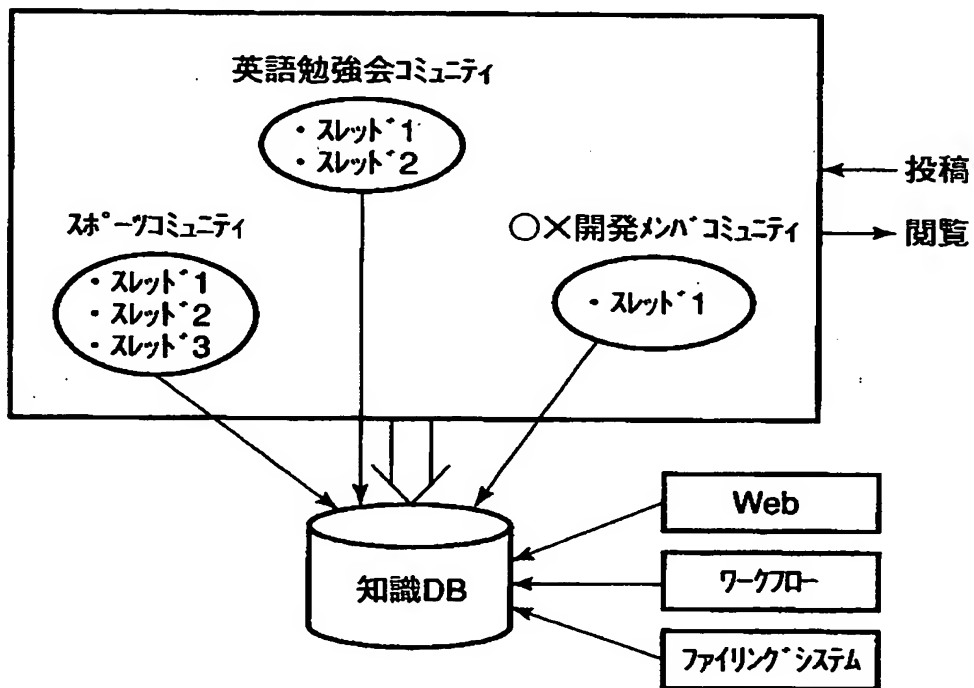 英語勉強会コミュニティ
・スレッド1
・スレッド2
スポーツコミュニティ
・スレッド1
・スレッド2
・スレッド3
○×開発メンバコミュニティ
・スレッド1
投稿
閲覧
知識DB
Web
ワークフロー
ファイリングシステム